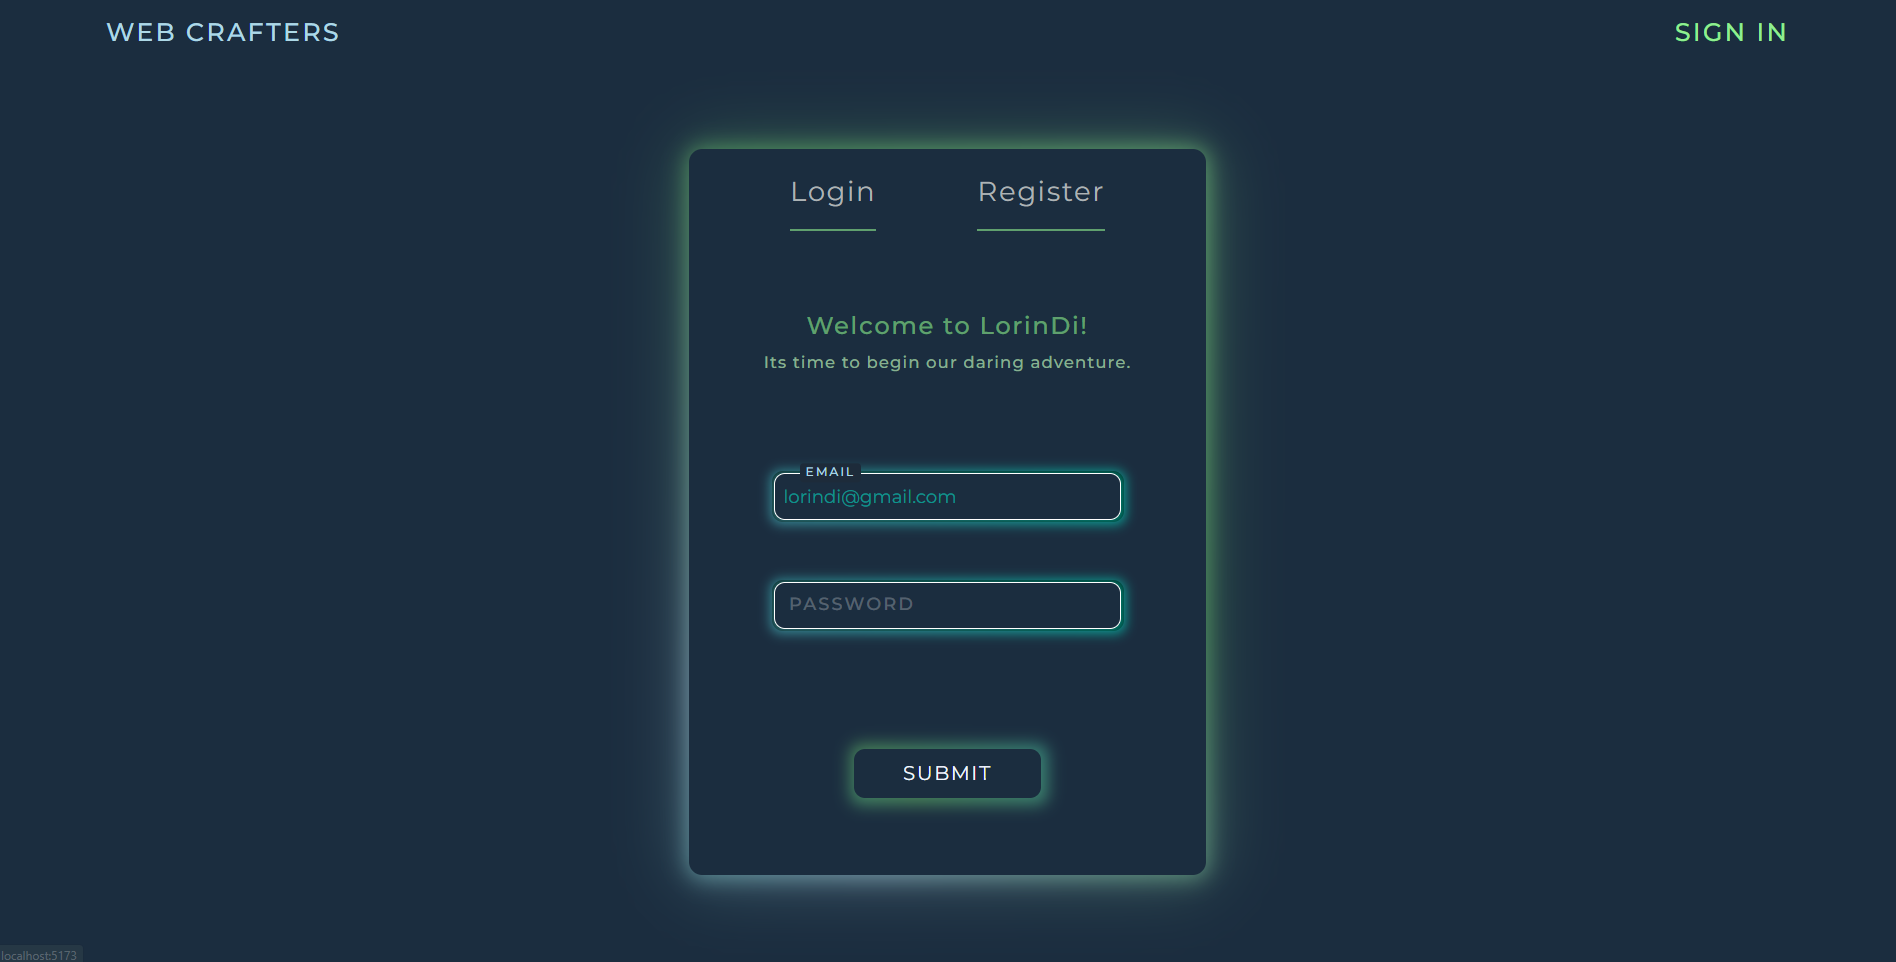 WEB CRAFTERS
SIGN IN
Login
Register
Welcome to LorinDi!
Its time to begin our daring adventure.
EMAIL
lorindi@gmail.com
PASSWORD
SUBMIT
localhost:5173